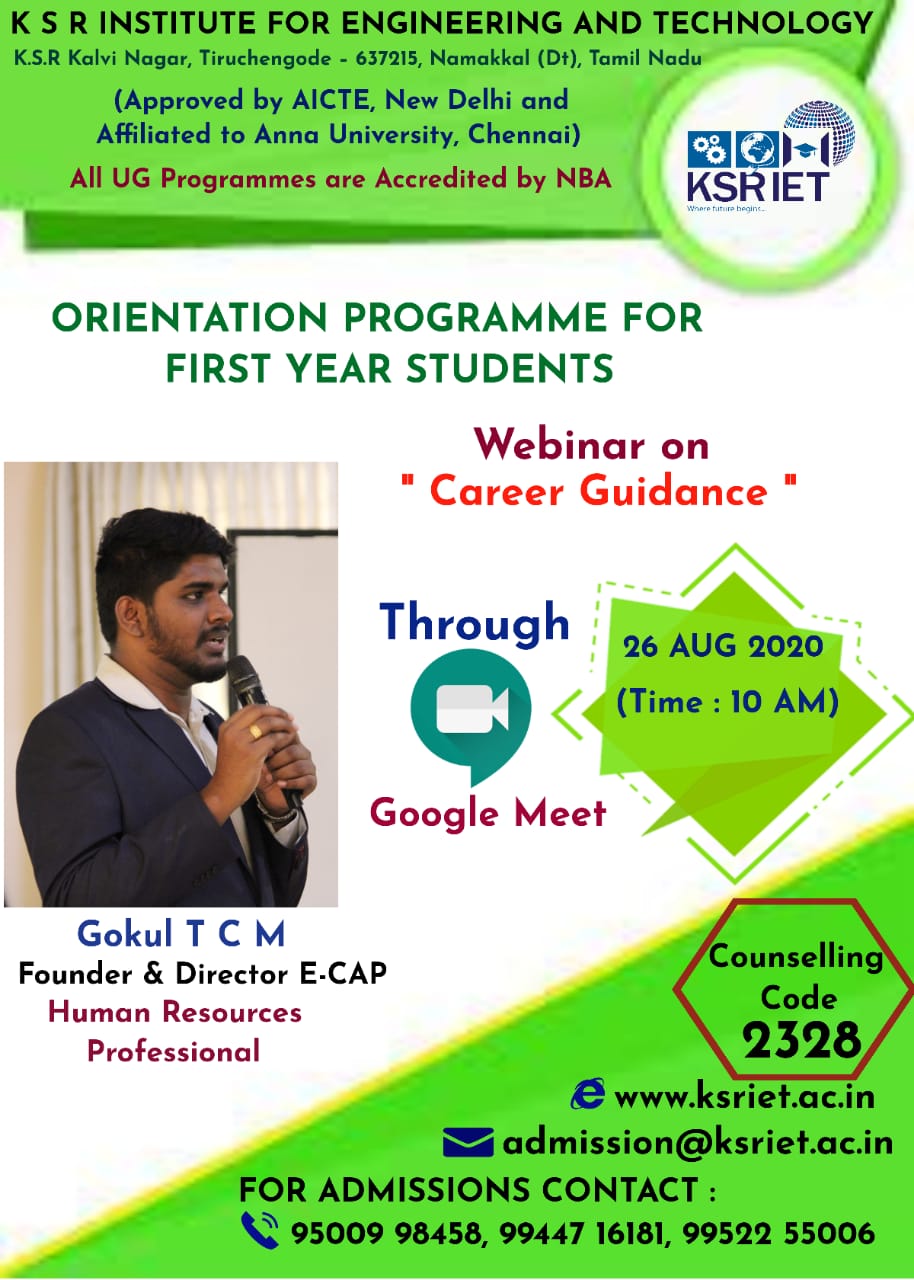 K S R INSTITUTE FOR ENGINEERING AND TECHNOLOGY
K.S.R Kalvi Nagar, Tiruchengode - 637215, Namakkal (Dt), Tamil Nadu
(Approved by AICTE, New Delhi and
Affiliated to Anna University, Chennai)
All UG Programmes are Accredited by NBA
KSRIET
Where future begins...
ORIENTATION PROGRAMME FOR
FIRST YEAR STUDENTS
Webinar on
" Career Guidance "
Through
Google Meet
26 AUG 2020
(Time : 10 AM)
Gokul T C M
Founder & Director E-CAP
Human Resources
Professional
Counselling
Code
2328
www.ksriet.ac.in
admission@ksriet.ac.in
FOR ADMISSIONS CONTACT :
95009 98458, 99447 16181, 99522 55006